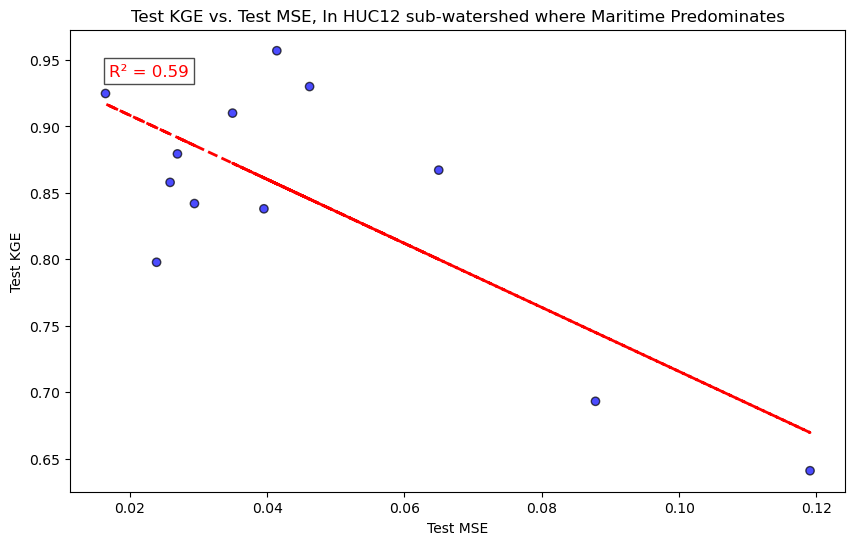 Test KGE vs. Test MSE, In HUC12 sub-watershed where Maritime Predominates
R² = 0.59
Test KGE
0.95
0.90
0.85
0.80
0.75
0.70
0.65
0.02 0.04 0.06 0.08 0.10 0.12
Test MSE